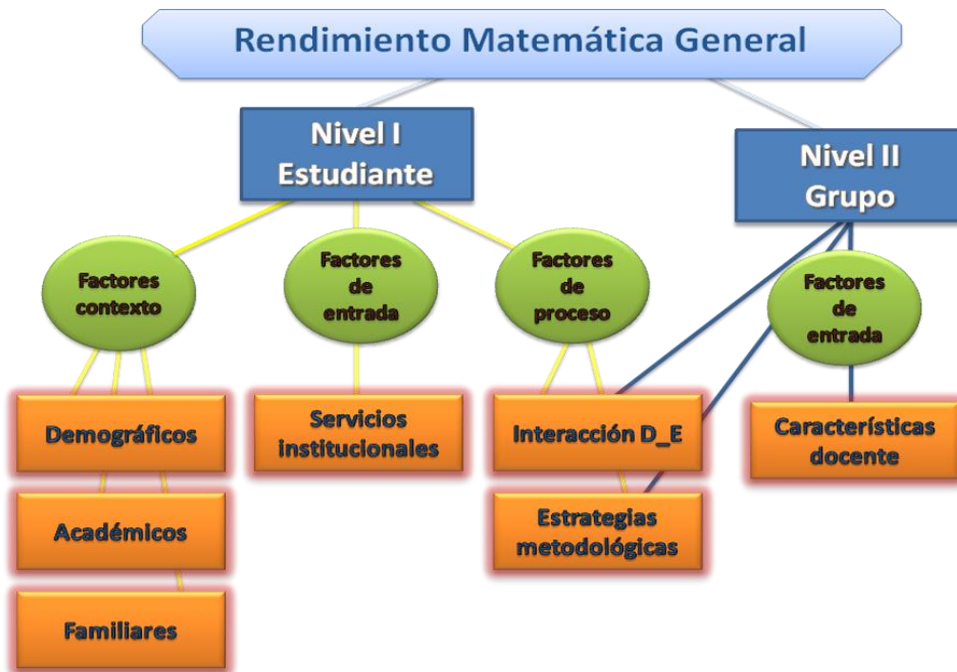 Rendimiento Matemática General
Nivel I
Estudiante
Nivel II
Grupo
Factores
contexto
Factores
de
entrada
Factores
de
proceso
Factores
de
entrada
Demográficos
Servicios
institucionales
Interacción D_E
Características
docente
Académicos
Estrategias
metodológicas
Familiares